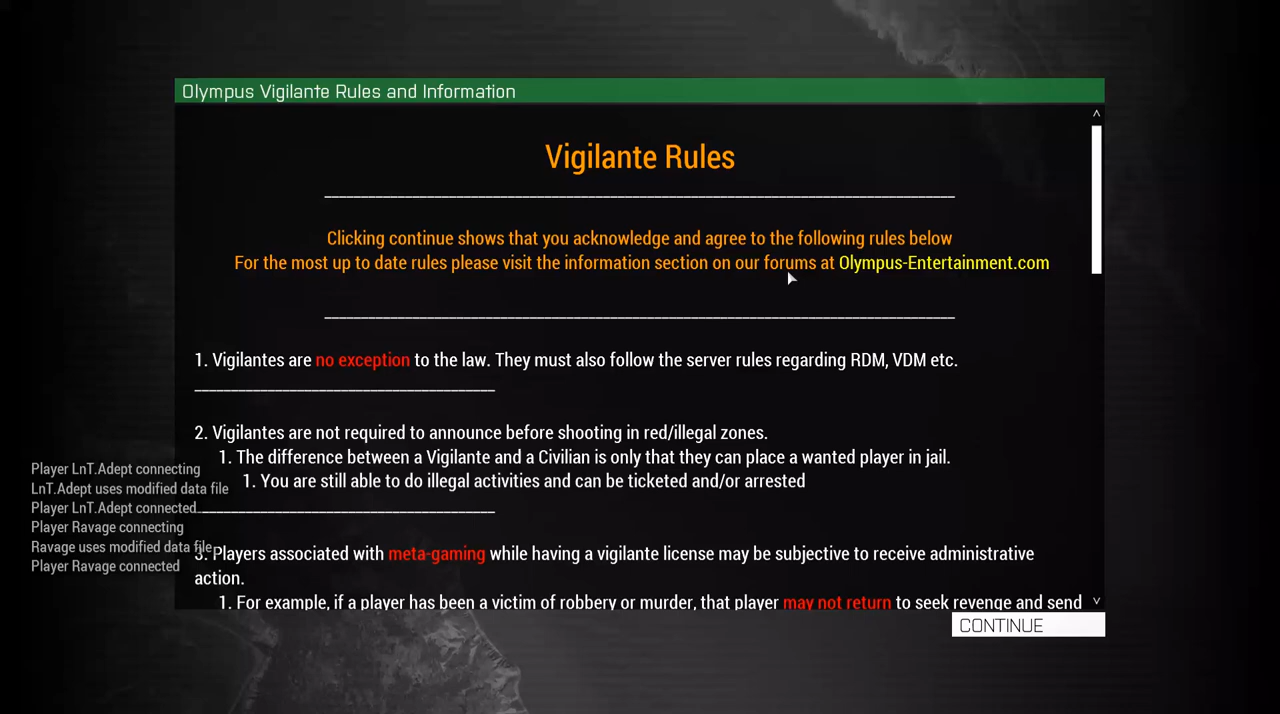 Olympus Vigilante Rules and Information
Vigilante Rules
Clicking continue shows that you acknowledge and agree to the following rules below
For the most up to date rules please visit the information section on our forums at Olympus-Entertainment.com
1. Vigilantes are no exception to the law. They must also follow the server rules regarding RDM, VDM etc.
2. Vigilantes are not required to announce before shooting in red/illegal zones.
1. The difference between a Vigilante and a Civilian is only that they can place a wanted player in jail.
1. You are still able to do illegal activities and can be ticketed and/or arrested
3. Players associated with meta-gaming while having a vigilante license may be subjective to receive administrative
action.
1. For example, if a player has been a victim of robbery or murder, that player may not return to seek revenge and send
CONTINUE
Player LnT.Adept connecting
LnT.Adept uses modified data file
Player LnT.Adept connected
Player Ravage connecting
Ravage uses modified data file
Player Ravage connected